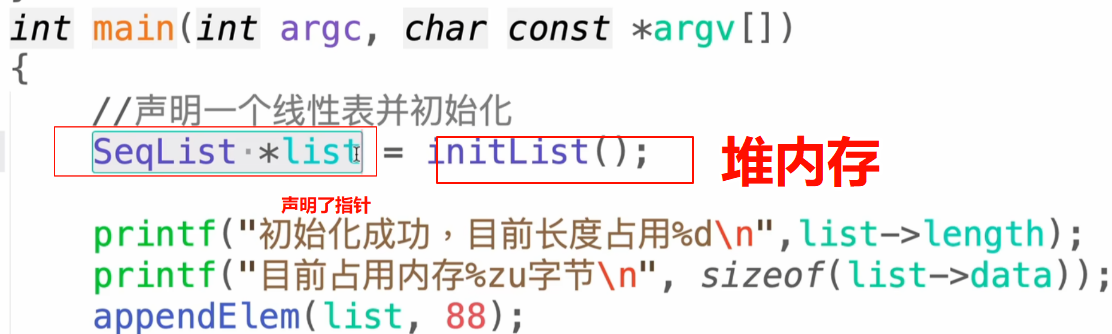 int main(int argc, char const *argv[])
{
//声明一个线性表并初始化
SeqList *list = initList();
堆内存
声明了指针
printf("初始化成功，目前长度占用%d\n",list->length);
printf("目前占用内存%zu字节\n", sizeof(list->data));
appendElem(list, 88);